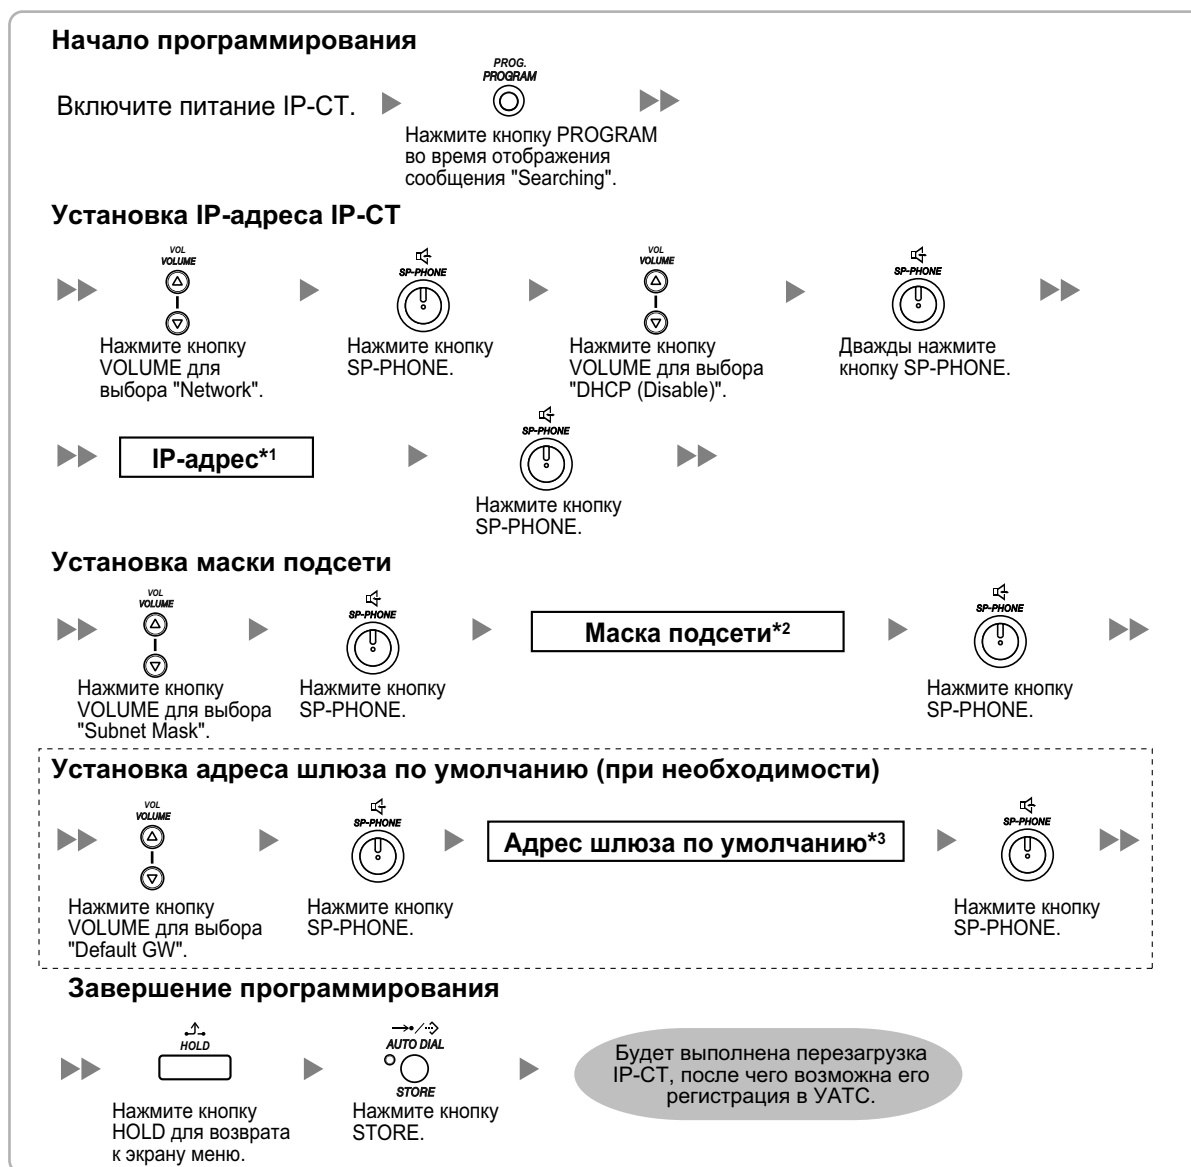 Начало программирования
PROG.
PROGRAM
Включите питание IP-СТ.
Нажмите кнопку PROGRAM
во время отображения
сообщения "Searching".
Установка IP-адреса IP-СТ
VOL
VOLUME
SP-PHONE
VOL
VOLUME
SP-PHONE
Нажмите кнопку
VOLUME для
выбора "Network".
Нажмите кнопку
SP-PHONE.
Нажмите кнопку
VOLUME для выбора
"DHCP (Disable)".
Дважды нажмите
кнопку SP-PHONE.
IP-адрес*1
SP-PHONE
Нажмите кнопку
SP-PHONE.
Установка маски подсети
VOL
VOLUME
SP-PHONE
Маска подсети*2
SP-PHONE
Нажмите кнопку
VOLUME для выбора
"Subnet Mask".
Нажмите кнопку
SP-PHONE.
Нажмите кнопку
SP-PHONE.
Установка адреса шлюза по умолчанию (при необходимости)
VOL
VOLUME
SP-PHONE
Адрес шлюза по умолчанию*3
SP-PHONE
Нажмите кнопку
VOLUME для выбора
"Default GW".
Нажмите кнопку
SP-PHONE.
Нажмите кнопку
SP-PHONE.
Завершение программирования
HOLD
AUTO DIAL
STORE
Нажмите кнопку
HOLD для возврата
к экрану меню.
Нажмите кнопку
STORE.
Будет выполнена перезагрузка
IP-СТ, после чего возможна его
регистрация в УАТС.